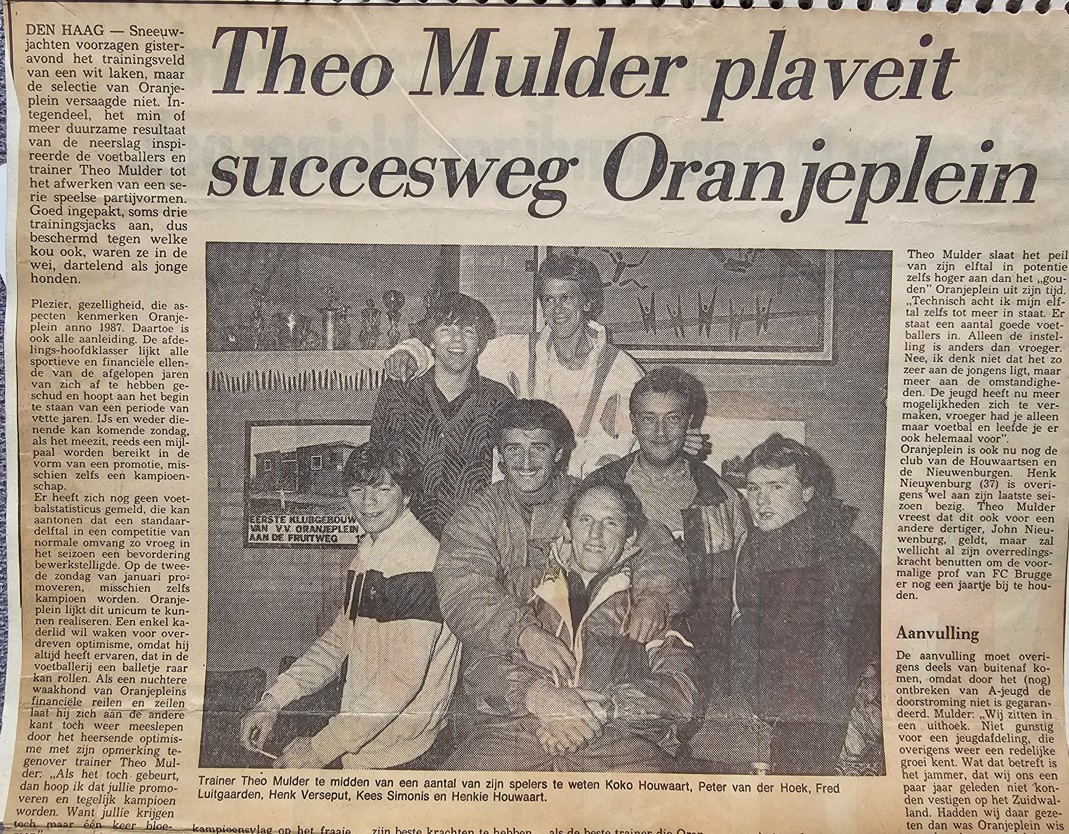 Theo Mulder plaveit
succesweg Oranjeplein
DEN HAAG — Sneeuw-
jachten voorzagen gister-
avond het trainingsveld
van een wit laken, maar
de selectie van Oranje-
plein versaagde niet. In-
tegendeel, het min of
meer duurzame resultaat
van de neerslag inspi-
reerde de voetballers en
trainer Theo Mulder tot
het afwerken van een se-
rie speelse partijvormen.
Goed ingepakt, soms drie
trainingsjacks aan, dus
beschermd tegen welke
kou ook, waren ze in de
wei, dartelend als jonge
honden.
Plezier, gezelligheid, die as-
pecten kenmerken Oranje-
plein anno 1987. Daartoe is
ook alle aanleiding. De afde-
lings-hoofdklasser lijkt alle
sportieve en financiële ellen-
de van de afgelopen jaren
van zich af te hebben ge-
schud en hoopt aan het begin
te staan van een periode van
vette jaren. IJs en weder die-
nende kan komende zondag,
als het meezit, reeds een mijl-
paal worden bereikt in de
vorm van een promotie, mis-
schien zelfs een kampioen-
schap.
Er heeft zich nog geen voet-
balstatisticus gemeld, die kan
aantonen dat een standaar-
delftal in een competitie van
normale omvang zo vroeg in
het seizoen een bevordering
bewerkstelligde. Op de twee-
de zondag van januari pro-
moveren, misschien zelfs
kampioen worden. Oranje-
plein lijkt dit unicum te kun-
nen realiseren. Een enkel ka-
derlid wil waken voor over-
dreven optimisme, omdat hij
altijd heeft ervaren, dat in de
voetballerij een balletje raar
kan rollen. Als een nuchtere
waakhond van Oranjepleins
financiële reilen en zeilen
laat hij zich aan de andere
kant toch weer meeslepen
door het heersende optimis-
me met zijn opmerking te-
genover trainer Theo Mul-
der: „Als het toch gebeurt,
dan hoop ik dat jullie promo-
veren en tegelijk kampioen
worden. Want jullie krijgen
toch maar één keer bloe-
EERSTE KLUBGEBOUW
VAN V.V. ORANJEPLEIN
AAN DE FRUITWEG
Trainer Theo Mulder te midden van een aantal van zijn spelers te weten Koko Houwaart, Peter van der Hoek, Fred
Luitgaarden, Henk Verseput, Kees Simonis en Henkie Houwaart.
kampioensvlag op het fraaie
zijn beste krachten te hebben
als de beste trainer die Oran-
Theo Mulder slaat het peil
van zijn elftal in potentie
zelfs hoger aan dan het „gou-
den" Oranjeplein uit zijn tijd.
„Technisch acht ik mijn elf-
tal zelfs tot meer in staat. Er
staat een aantal goede voet-
ballers in. Alleen de instel-
ling is anders dan vroeger.
Nee, ik denk niet dat het zo
zeer aan de jongens ligt, maar
meer aan de omstandighe-
den. De jeugd heeft nu meer
mogelijkheden zich te ver-
maken, vroeger had je alleen
maar voetbal en leefde je er
ook helemaal voor".
Oranjeplein is ook nu nog de
club van de Houwaartsen en
de Nieuwenburgen. Henk
Nieuwenburg (37) is overi-
gens wel aan zijn laatste sei-
zoen bezig. Theo Mulder
vreest dat dit ook voor een
andere dertiger, John Nieu-
wenburg, geldt, maar zal
wellicht al zijn overredings-
kracht benutten om de voor-
malige prof van FC Brugge
er nog een jaartje bij te hou-
den.
Aanvulling
De aanvulling moet overi-
gens deels van buitenaf ko-
men, omdat door het (nog)
ontbreken van A-jeugd de
doorstroming niet is gegaran-
deerd. Mulder: „Wij zitten in
een uithoek. Niet gunstig
voor een jeugdafdeling, die
overigens weer een redelijke
groei kent. Wat dat betreft is
het jammer, dat wij ons een
paar jaar geleden niet kon-
den vestigen op het Zuidwal-
land. Hadden wij daar geze-
ten dan was Oranjeplein wis